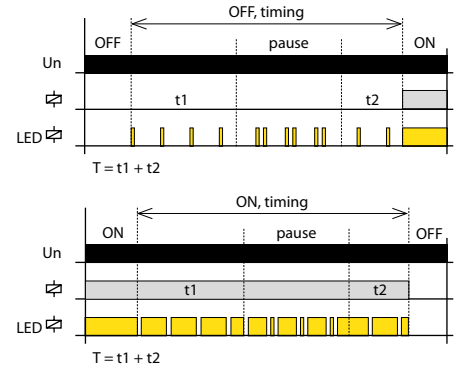 OFF, timing
OFF pause ON
Un
t1 t2
LED
T = t1 + t2
ON, timing
ON pause OFF
Un
t1 t2
LED
T = t1 + t2